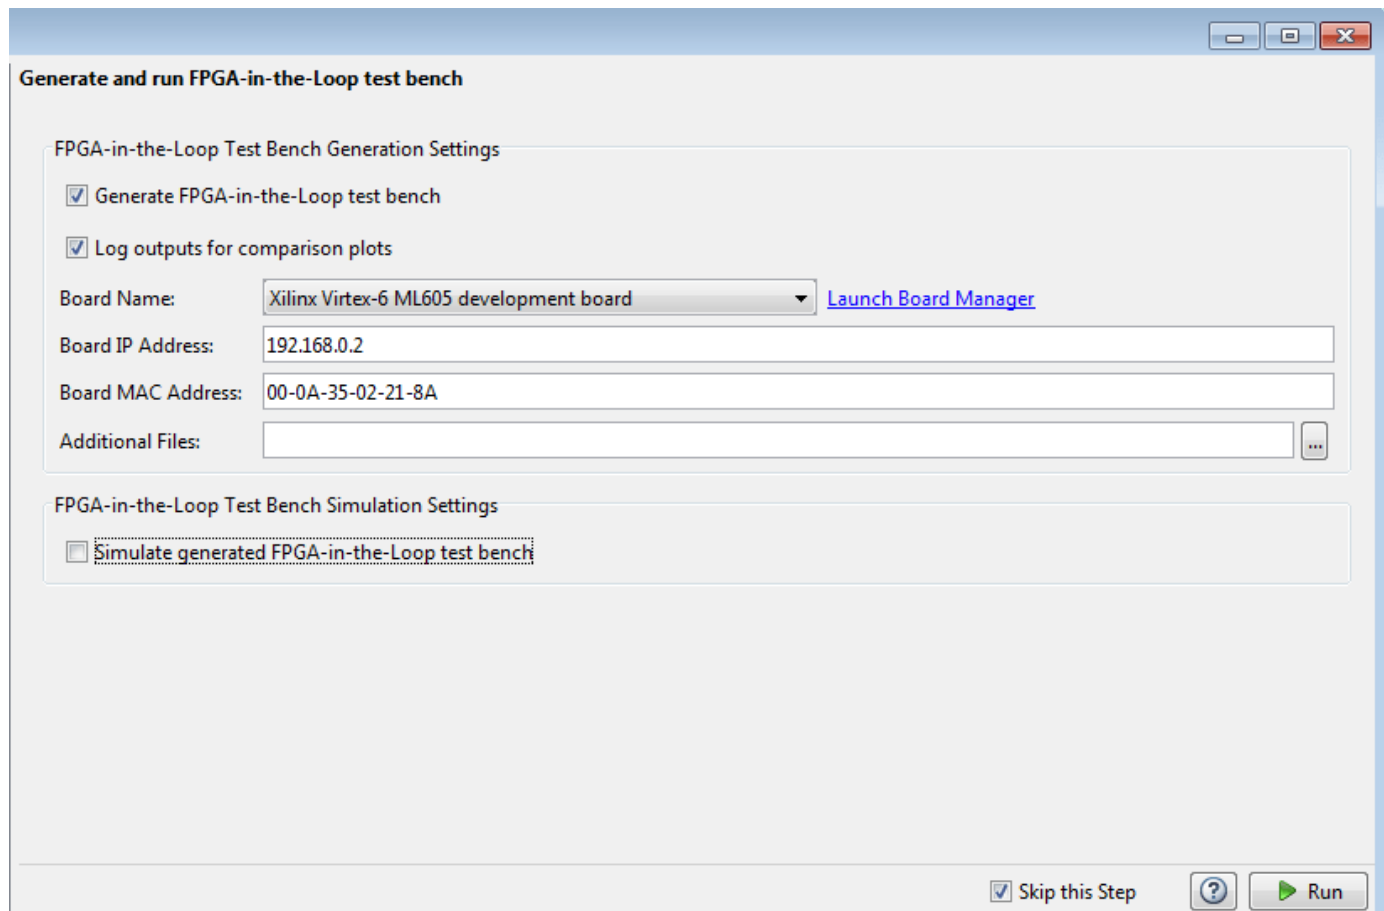 Generate and run FPGA-in-the-Loop test bench
FPGA-in-the-Loop Test Bench Generation Settings
Generate FPGA-in-the-Loop test bench
Log outputs for comparison plots
Board Name: Xilinx Virtex-6 ML605 development board Launch Board Manager
Board IP Address: 192.168.0.2
Board MAC Address: 00-0A-35-02-21-8A
Additional Files: ...
FPGA-in-the-Loop Test Bench Simulation Settings
Simulate generated FPGA-in-the-Loop test bench
Skip this Step ? Run